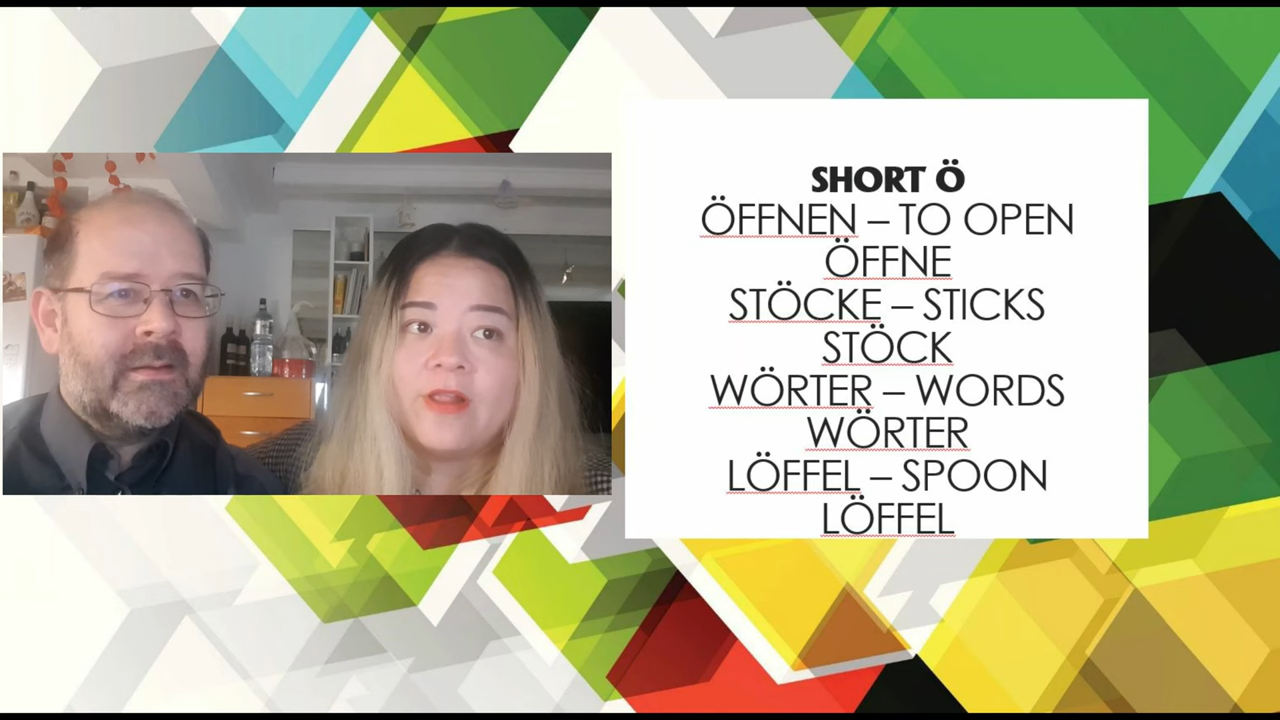 SHORT Ö
ÖFFNEN – TO OPEN
ÖFFNE
STÖCKE – STICKS
STÖCK
WÖRTER – WORDS
WÖRTER
LÖFFEL – SPOON
LÖFFEL